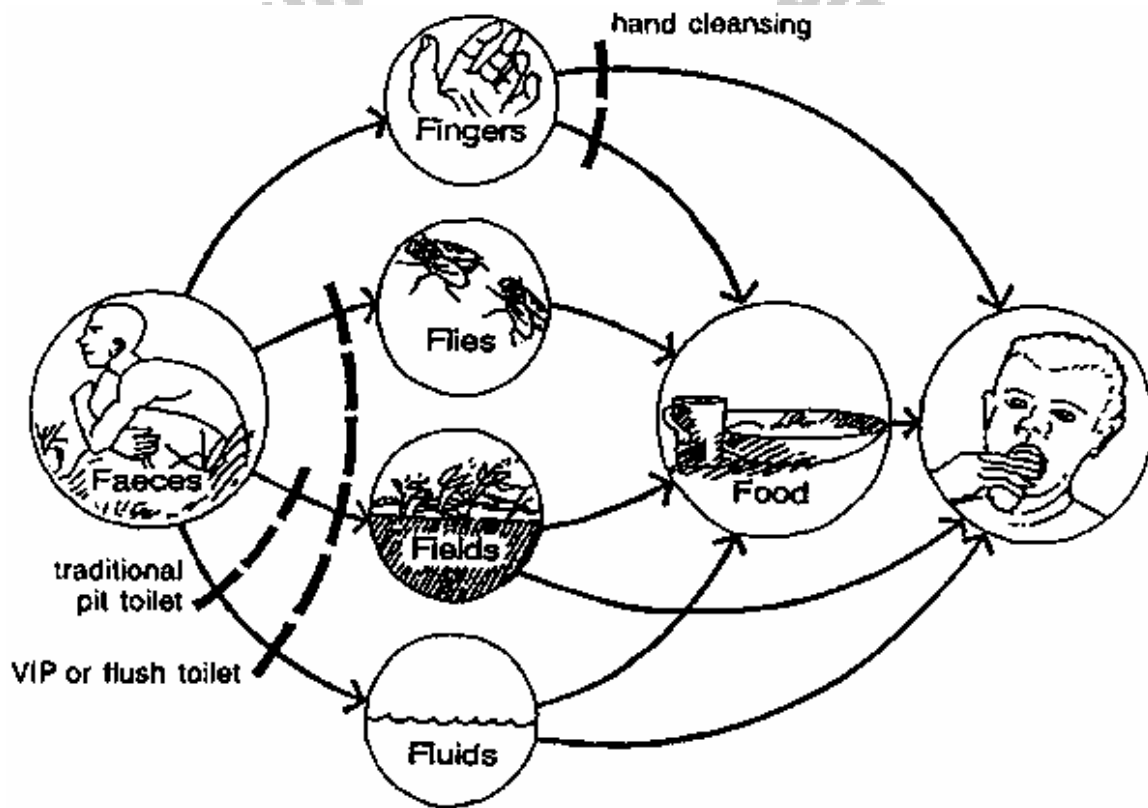 hand cleansing
Fingers
Flies
Faeces
Food
Fields
traditional
pit toilet
VIP or flush toilet
Fluids